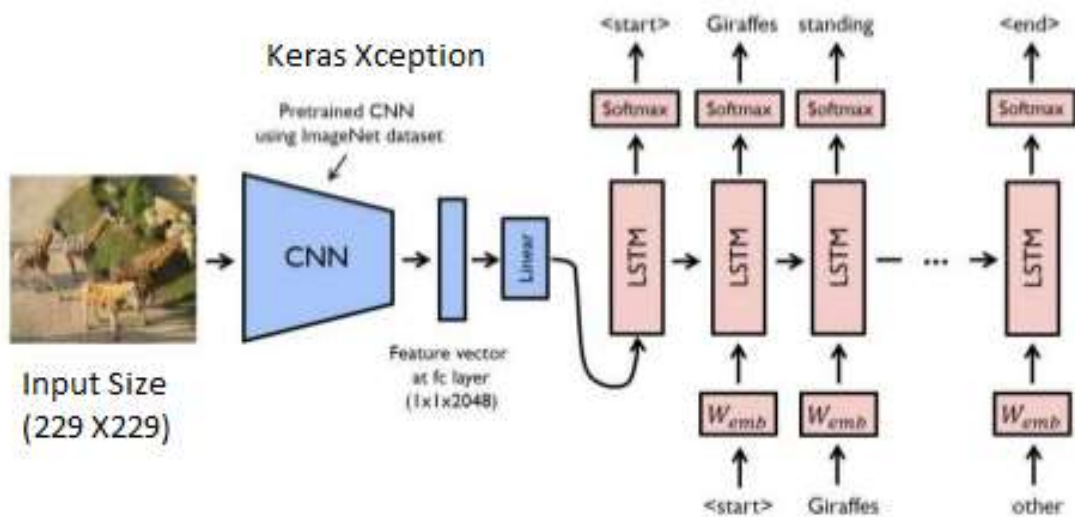 <start> Giraffes standing <end>
Keras Xception
Softmax Softmax Softmax Softmax
Pretrained CNN
using ImageNet dataset
CNN
Linear
LSTM LSTM LSTM ... LSTM
Feature vector
at fc layer
(1x1x2048)
Input Size
(229 X229)
W_emb W_emb W_emb
<start> Giraffes other